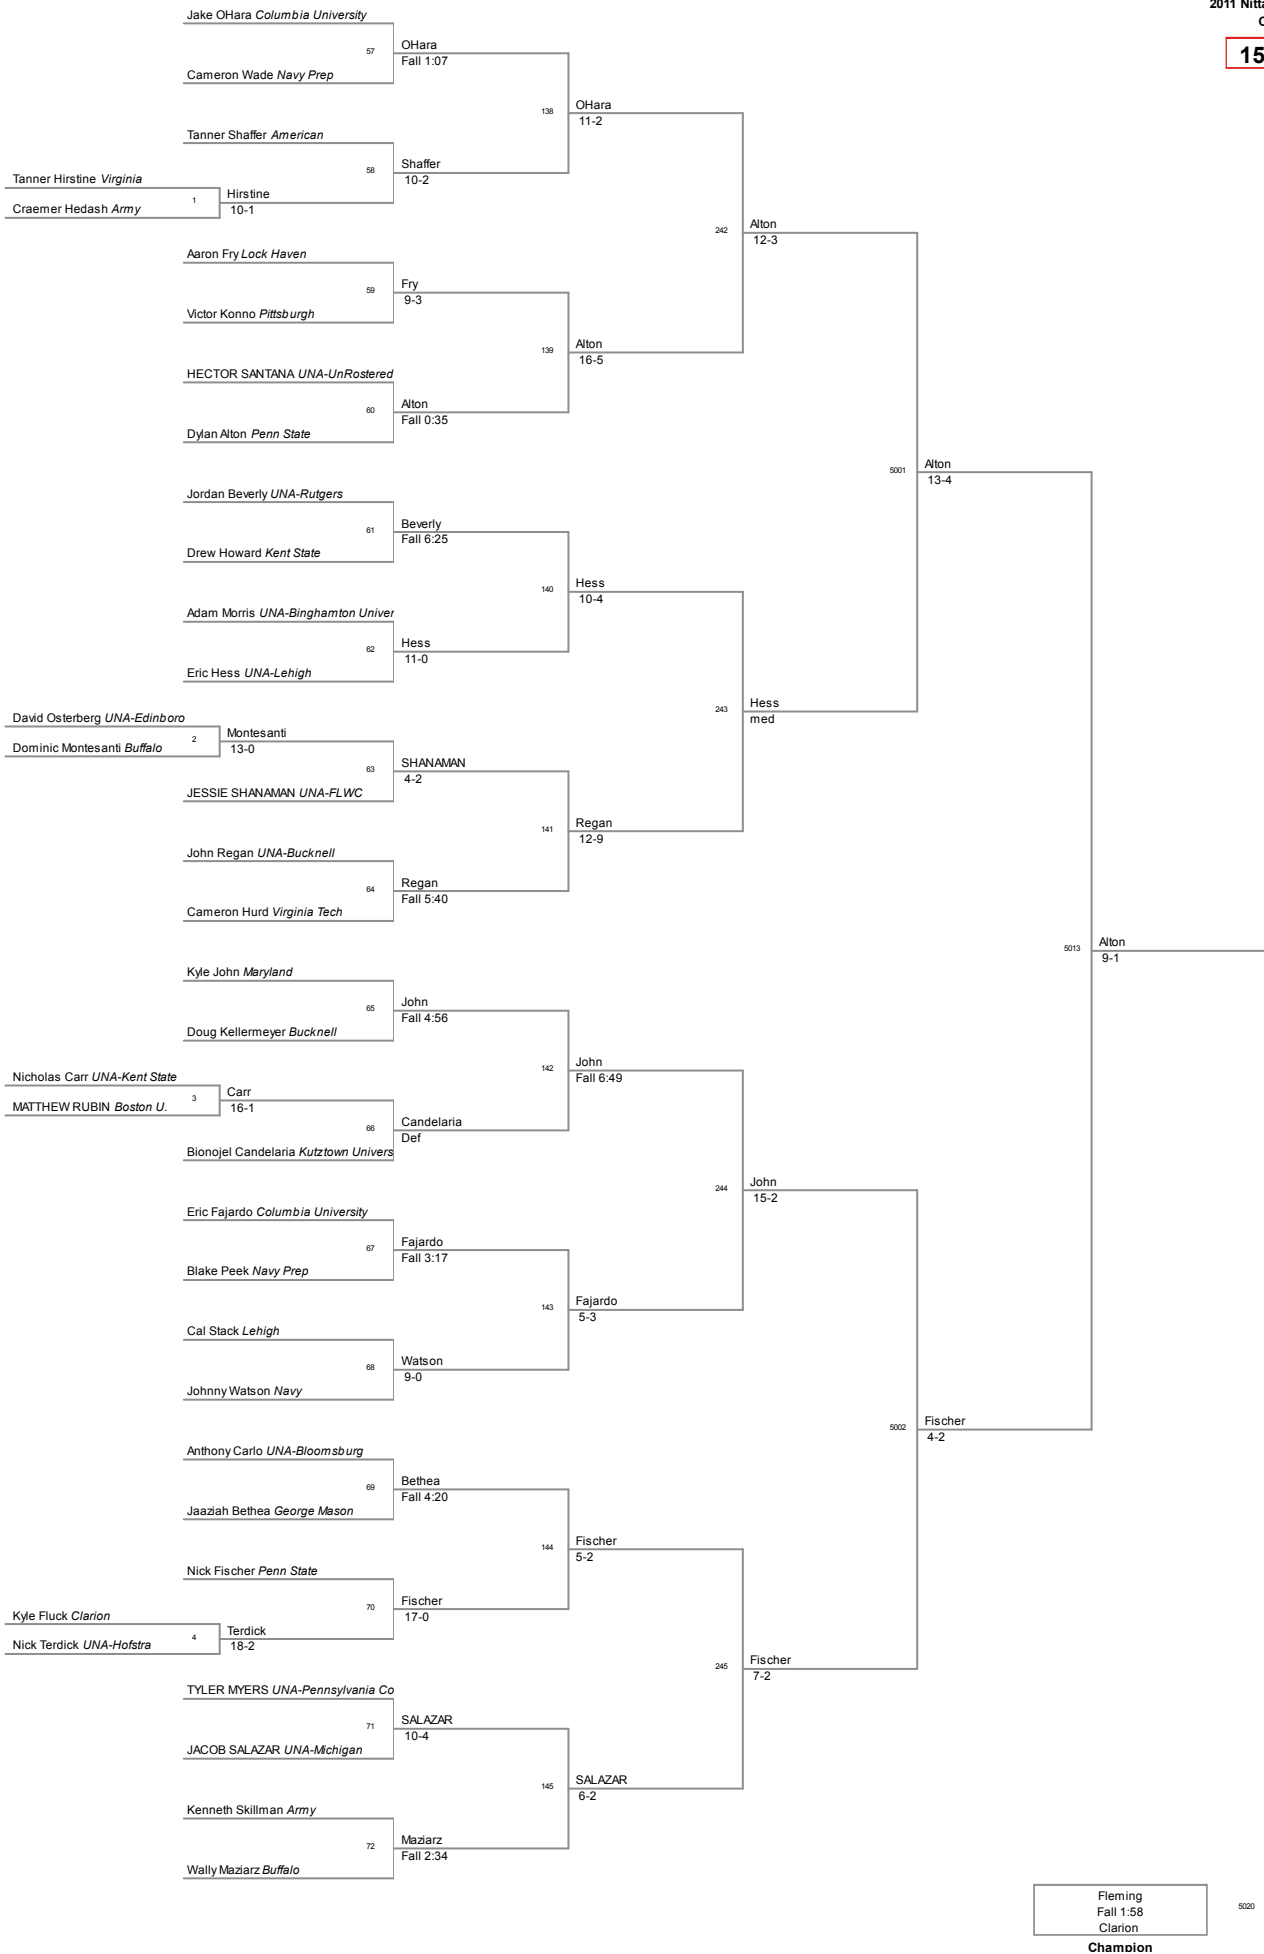 2011 Nitta
15
Jake OHara Columbia University
57
OHara
Fall 1:07
Cameron Wade Navy Prep
138
OHara
11-2
Tanner Shaffer American
58
Shaffer
10-2
Tanner Hirstine Virginia
1
Hirstine
10-1
Craemer Hedash Army
242
Alton
12-3
Aaron Fry Lock Haven
59
Fry
9-3
Victor Konno Pittsburgh
139
Alton
16-5
HECTOR SANTANA UNA-UnRostered
60
Alton
Fall 0:35
Dylan Alton Penn State
5001
Alton
13-4
Jordan Beverly UNA-Rutgers
61
Beverly
Fall 6:25
Drew Howard Kent State
140
Hess
10-4
Adam Morris UNA-Binghamton Univer
62
Hess
11-0
Eric Hess UNA-Lehigh
243
Hess
med
David Osterberg UNA-Edinboro
2
Montesanti
13-0
Dominic Montesanti Buffalo
63
SHANAMAN
4-2
JESSIE SHANAMAN UNA-FLWC
141
Regan
12-9
John Regan UNA-Bucknell
64
Regan
Fall 5:40
Cameron Hurd Virginia Tech
5013
Alton
9-1
Kyle John Maryland
65
John
Fall 4:56
Doug Kellermeyer Bucknell
142
John
Fall 6:49
Nicholas Carr UNA-Kent State
3
Carr
16-1
MATTHEW RUBIN Boston U.
66
Candelaria
Def
Bionojel Candelaria Kutztown Univers
244
John
15-2
Eric Fajardo Columbia University
67
Fajardo
Fall 3:17
Blake Peek Navy Prep
143
Fajardo
5-3
Cal Stack Lehigh
68
Watson
9-0
Johnny Watson Navy
5002
Fischer
4-2
Anthony Carlo UNA-Bloomsburg
69
Bethea
Fall 4:20
Jaaziah Bethea George Mason
144
Fischer
5-2
Nick Fischer Penn State
70
Fischer
17-0
Kyle Fluck Clarion
4
Terdick
18-2
Nick Terdick UNA-Hofstra
245
Fischer
7-2
TYLER MYERS UNA-Pennsylvania Co
71
SALAZAR
10-4
JACOB SALAZAR UNA-Michigan
145
SALAZAR
6-2
Kenneth Skillman Army
72
Maziarz
Fall 2:34
Wally Maziarz Buffalo
Fleming
Fall 1:58
Clarion
5020
Champion